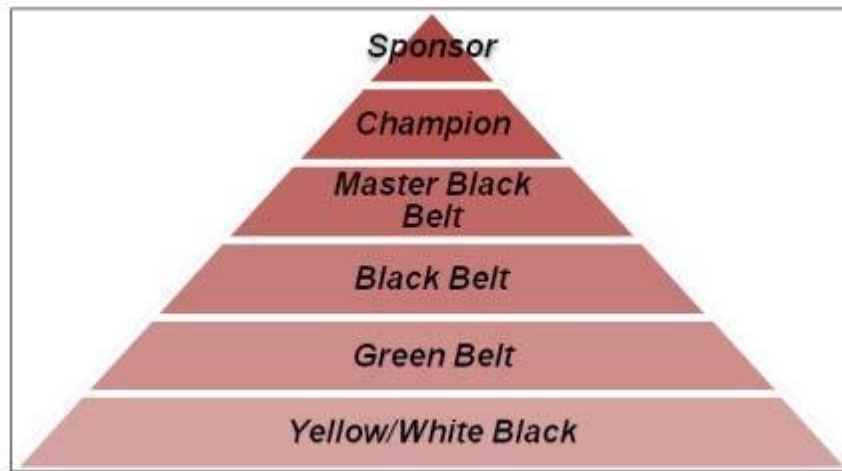 Sponsor
Champion
Master Black
Belt
Black Belt
Green Belt
Yellow/White Black